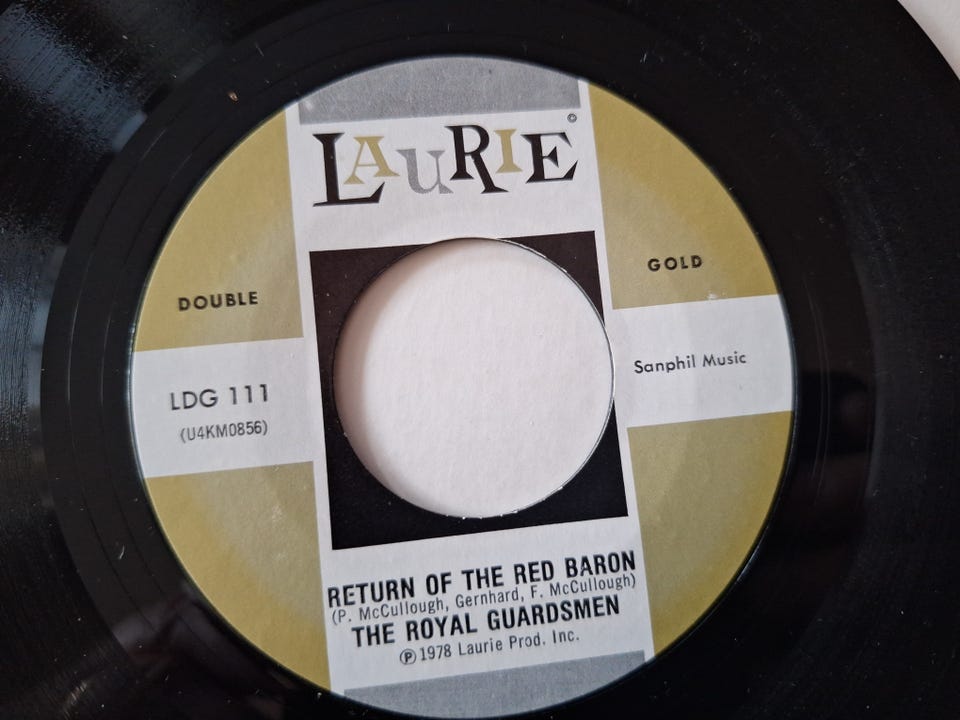 LAuRIE ©
DOUBLE
GOLD
LDG 111
(U4KM0856)
Sanphil Music
RETURN OF THE RED BARON
(P. McCullough, Gernhard, F. McCullough)
THE ROYAL GUARDSMEN
℗ 1978 Laurie Prod. Inc.